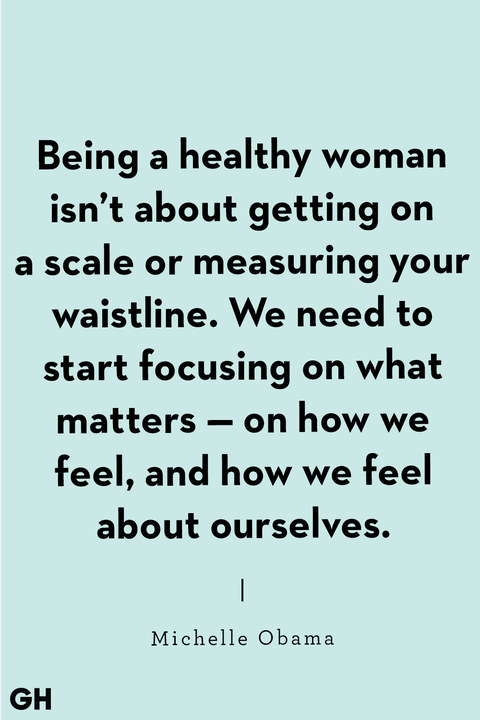 Being a healthy woman
isn’t about getting on
a scale or measuring your
waistline. We need to
start focusing on what
matters — on how we
feel, and how we feel
about ourselves.
Michelle Obama
GH